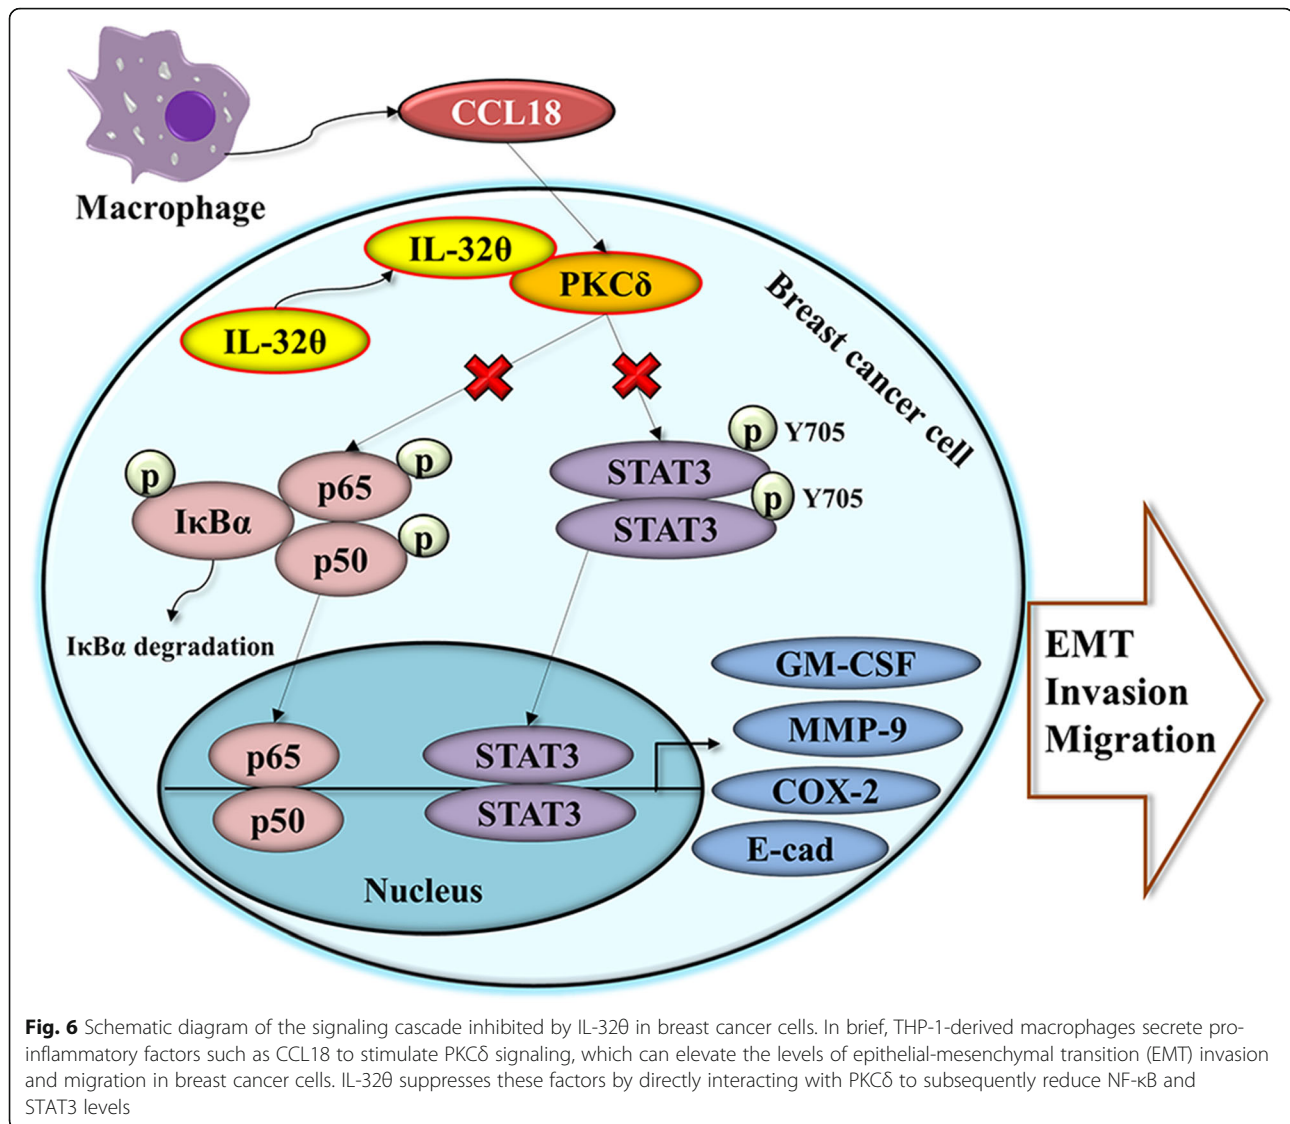 CCL18
Macrophage
IL-32θ
PKCδ
IL-32θ
Breast cancer cell
p
Y705
p
STAT3
p
p65
p
Y705
IκBα
STAT3
p
p50
IκBα degradation
EMT
Invasion
Migration
GM-CSF
MMP-9
p65
STAT3
COX-2
p50
STAT3
E-cad
Nucleus
Fig. 6 Schematic diagram of the signaling cascade inhibited by IL-32θ in breast cancer cells. In brief, THP-1-derived macrophages secrete pro-
inflammatory factors such as CCL18 to stimulate PKCδ signaling, which can elevate the levels of epithelial-mesenchymal transition (EMT) invasion
and migration in breast cancer cells. IL-32θ suppresses these factors by directly interacting with PKCδ to subsequently reduce NF-κB and
STAT3 levels